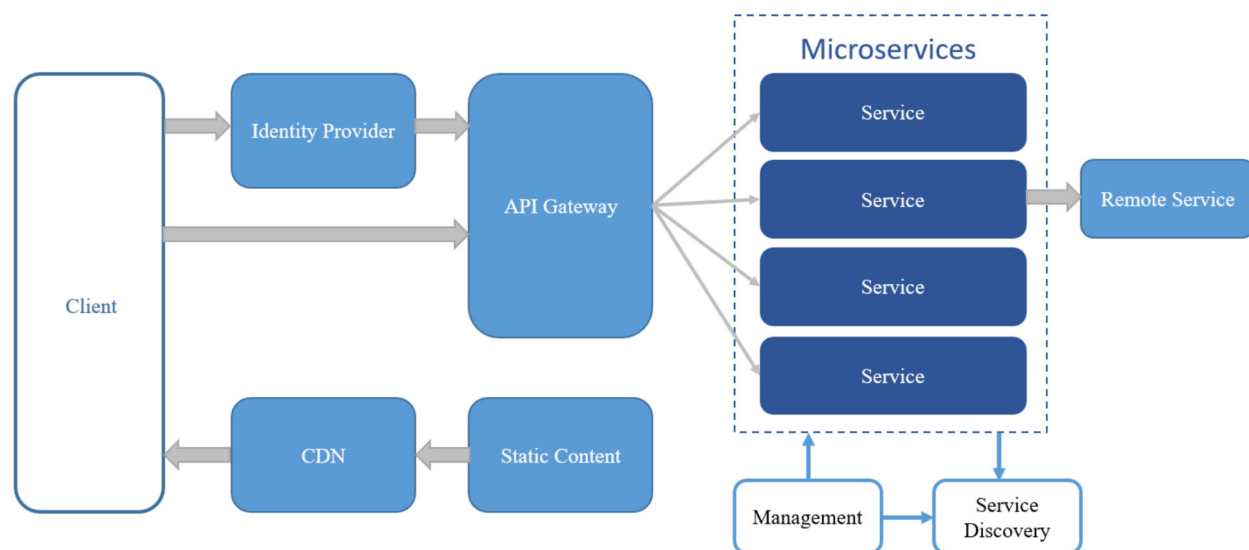 Microservices
Client
Identity Provider
API Gateway
Service
Service
Service
Service
Remote Service
CDN
Static Content
Management
Service
Discovery